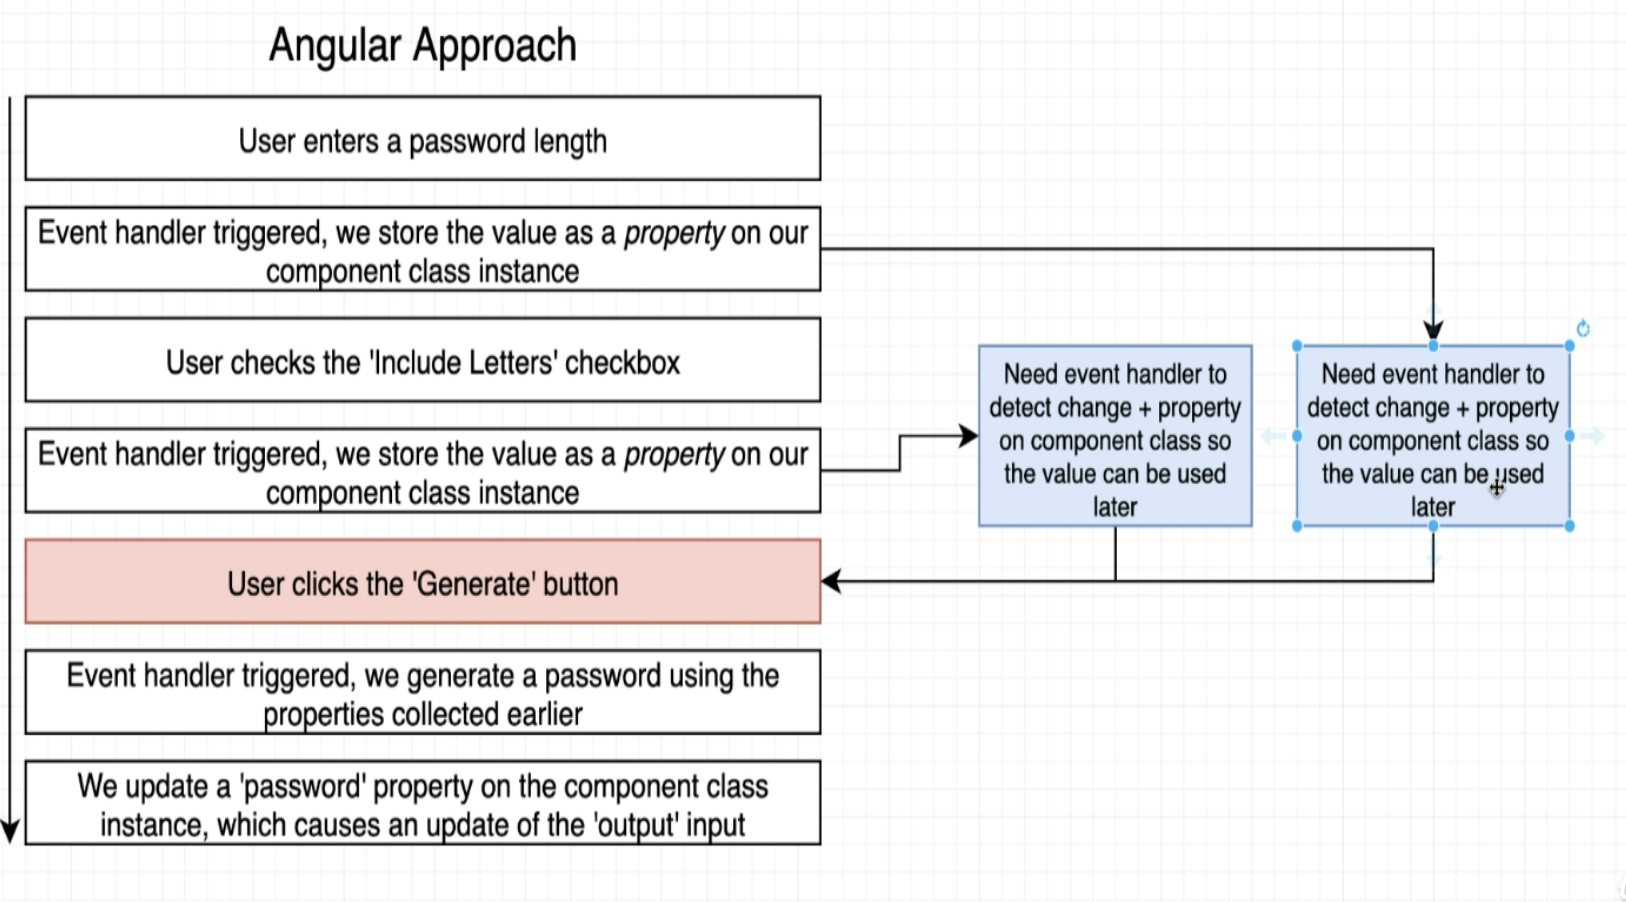 Angular Approach
User enters a password length
Event handler triggered, we store the value as a property on our
component class instance
User checks the 'Include Letters' checkbox
Event handler triggered, we store the value as a property on our
component class instance
Need event handler to
detect change + property
on component class so
the value can be used
later
Need event handler to
detect change + property
on component class so
the value can be used
later
User clicks the 'Generate' button
Event handler triggered, we generate a password using the
properties collected earlier
We update a 'password' property on the component class
instance, which causes an update of the 'output' input